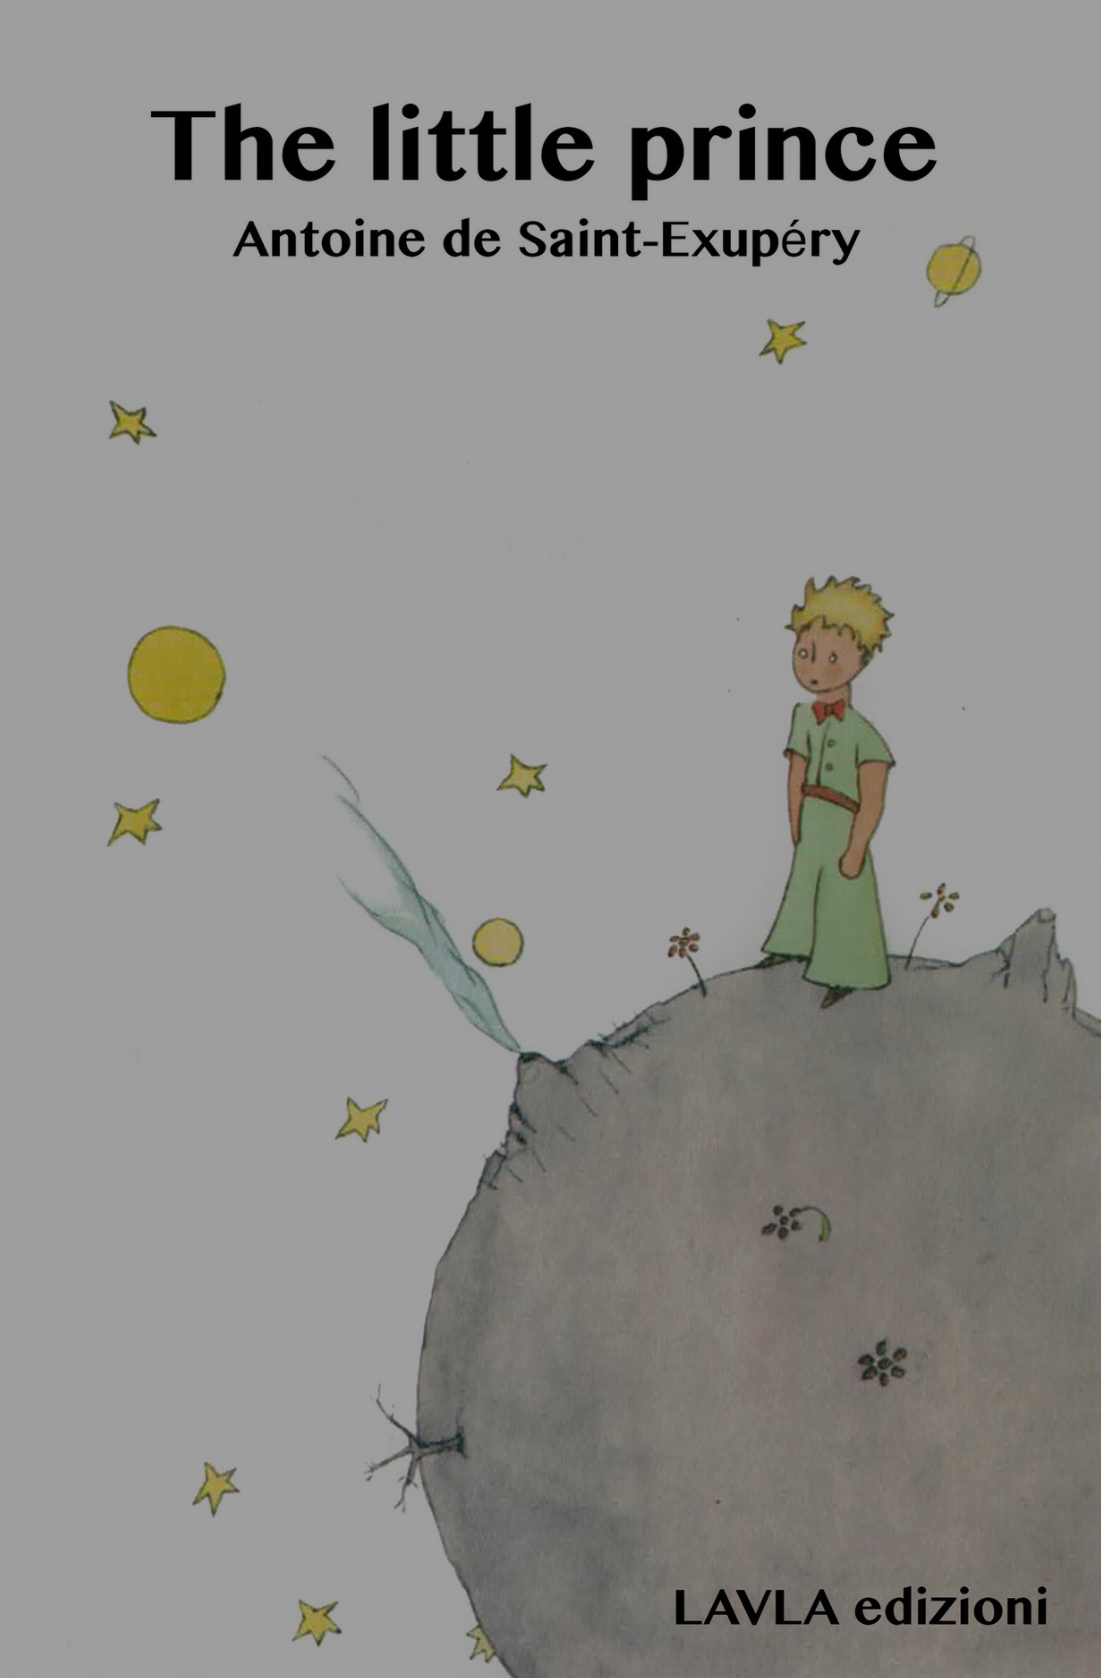 The little prince
Antoine de Saint-Exupéry
LAVLA edizioni